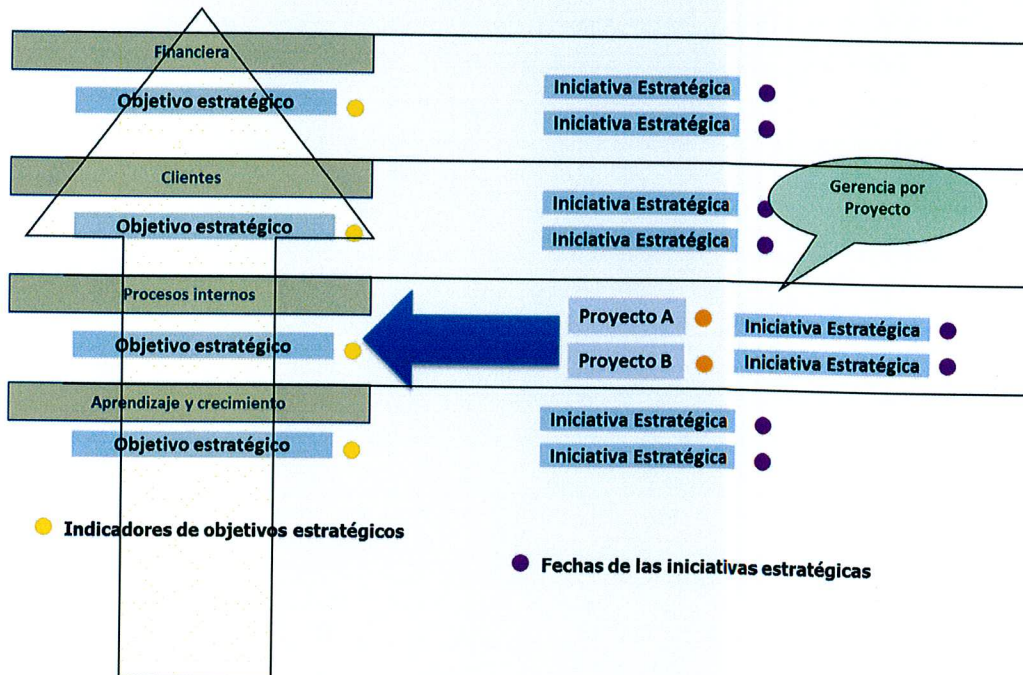 Financiera
Objetivo estratégico
Iniciativa Estratégica
Iniciativa Estratégica
Clientes
Objetivo estratégico
Iniciativa Estratégica
Iniciativa Estratégica
Gerencia por
Proyecto
Procesos internos
Objetivo estratégico
Proyecto A
Iniciativa Estratégica
Proyecto B
Iniciativa Estratégica
Aprendizaje y crecimiento
Objetivo estratégico
Iniciativa Estratégica
Iniciativa Estratégica
Indicadores de objetivos estratégicos
Fechas de las iniciativas estratégicas